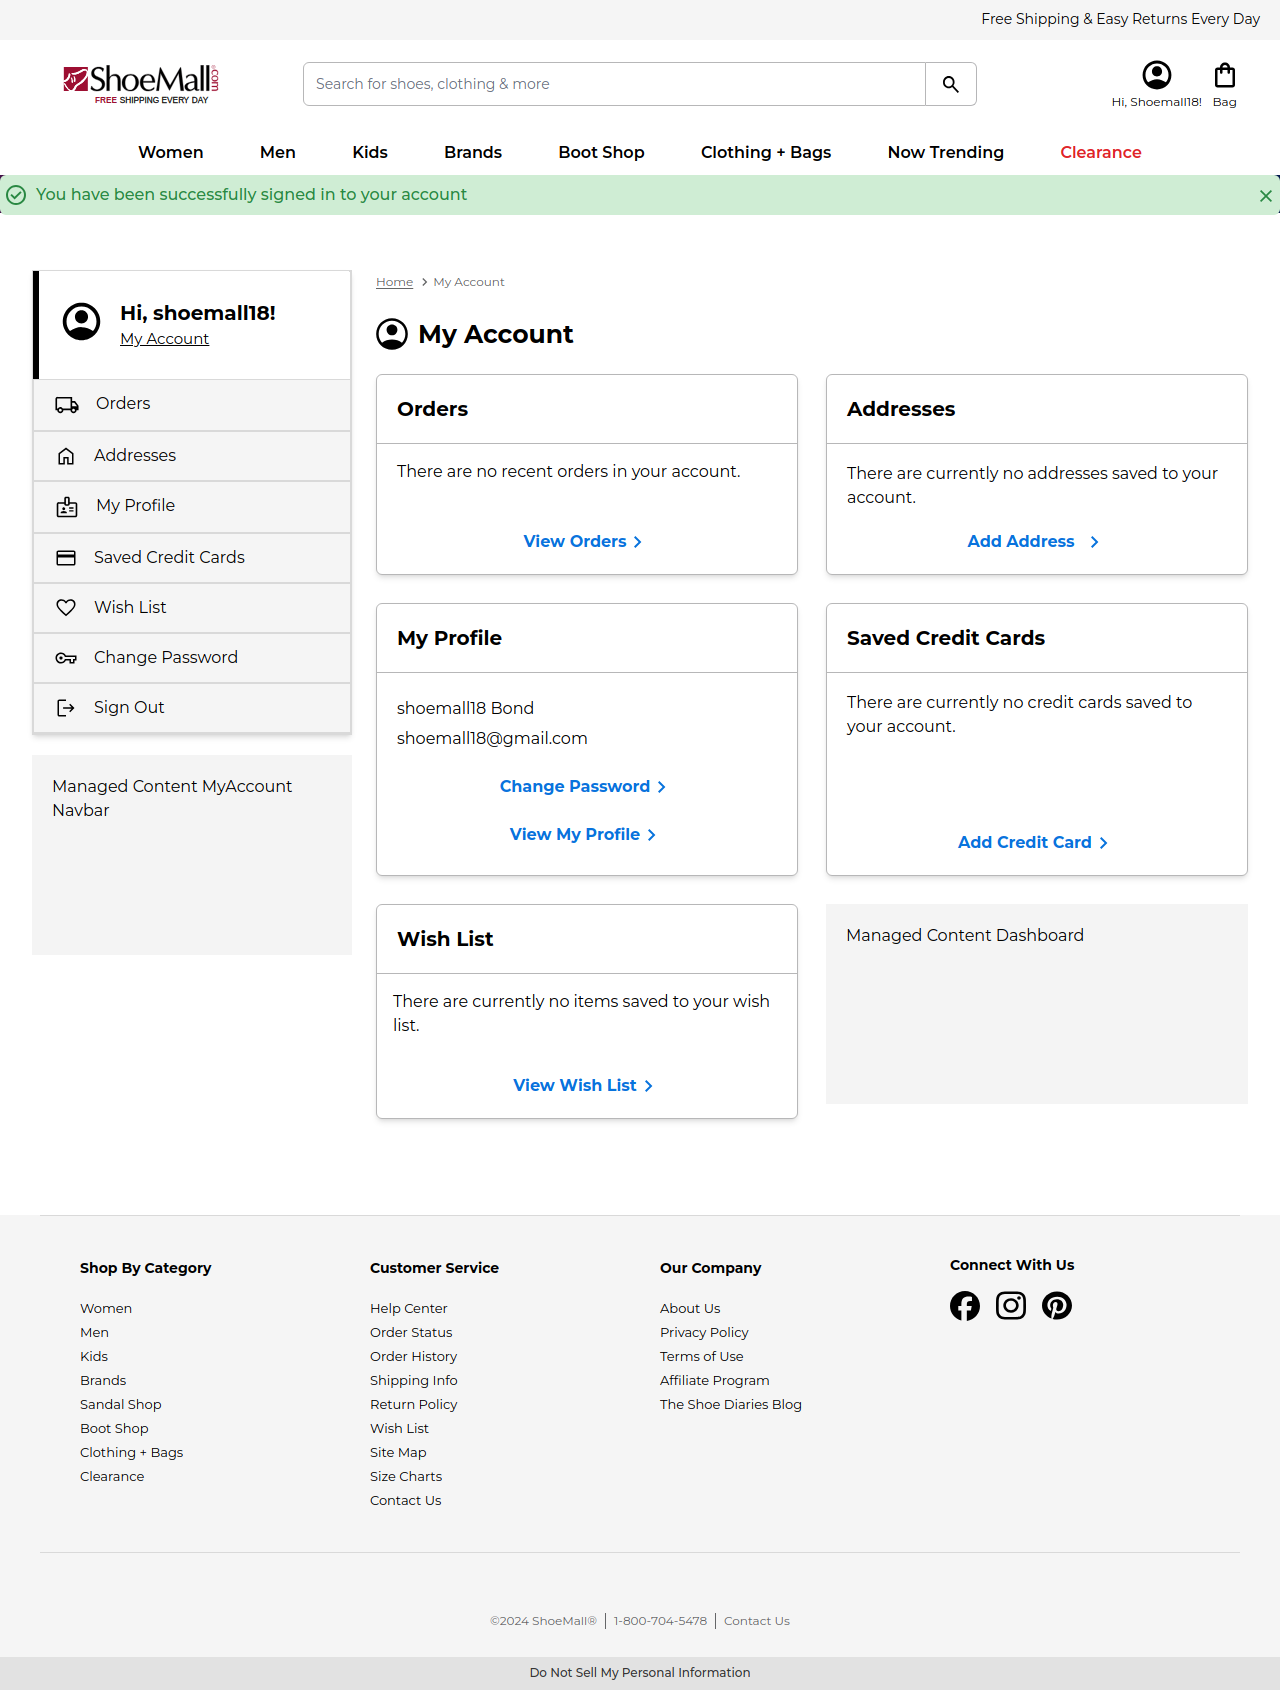 Free Shipping & Easy Returns Every Day
ShoeMall.com
FREE SHIPPING EVERY DAY
Search for shoes, clothing & more
Hi, Shoemall18! Bag
Women Men Kids Brands Boot Shop Clothing + Bags Now Trending Clearance
You have been successfully signed in to your account
Hi, shoemall18!
My Account
Orders
Addresses
My Profile
Saved Credit Cards
Wish List
Change Password
Sign Out
Managed Content MyAccount
Navbar
Home > My Account
My Account
Orders
There are no recent orders in your account.
View Orders
Addresses
There are currently no addresses saved to your
account.
Add Address
My Profile
shoemall18 Bond
shoemall18@gmail.com
Change Password
View My Profile
Saved Credit Cards
There are currently no credit cards saved to
your account.
Add Credit Card
Wish List
There are currently no items saved to your wish
list.
View Wish List
Managed Content Dashboard
Shop By Category
Women
Men
Kids
Brands
Sandal Shop
Boot Shop
Clothing + Bags
Clearance
Customer Service
Help Center
Order Status
Order History
Shipping Info
Return Policy
Wish List
Site Map
Size Charts
Contact Us
Our Company
About Us
Privacy Policy
Terms of Use
Affiliate Program
The Shoe Diaries Blog
Connect With Us
©2024 ShoeMall® | 1-800-704-5478 | Contact Us
Do Not Sell My Personal Information